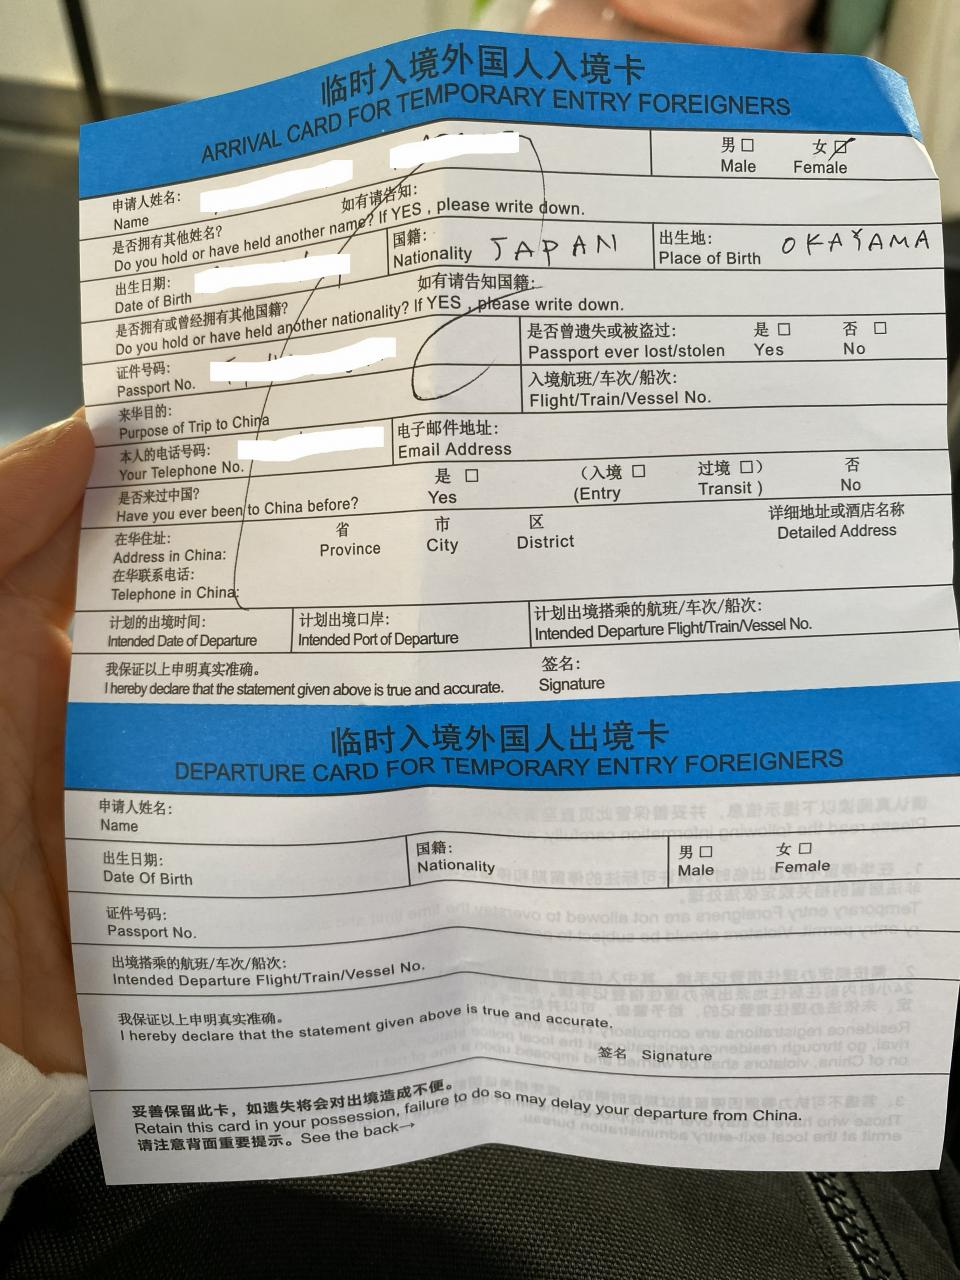 临时入境外国人入境卡
ARRIVAL CARD FOR TEMPORARY ENTRY FOREIGNERS
申请人姓名:
Name
男 □ 女 ☑
Male Female
是否拥有其他姓名? 如有请告知:
Do you hold or have held another name? If YES , please write down.
出生日期:
Date of Birth
国籍:
Nationality JAPAN
出生地:
Place of Birth OKAYAMA
是否拥有或曾经拥有其他国籍? 如有请告知国籍:
Do you hold or have held another nationality? If YES , please write down.
证件号码:
Passport No.
是否曾遗失或被盗过: 是 □ 否 □
Passport ever lost/stolen Yes No
来华目的:
Purpose of Trip to China
入境航班/车次/船次:
Flight/Train/Vessel No.
本人的电话号码:
Your Telephone No.
电子邮件地址:
Email Address
是否来过中国? 是 □ (入境 □ 过境 □) 否
Have you ever been to China before? Yes (Entry Transit ) No
在华住址: 省 市 区 详细地址或酒店名称
Address in China: Province City District Detailed Address
在华联系电话:
Telephone in China:
计划的出境时间:
Intended Date of Departure
计划出境口岸:
Intended Port of Departure
计划出境搭乘的航班/车次/船次:
Intended Departure Flight/Train/Vessel No.
我保证以上申明真实准确。
I hereby declare that the statement given above is true and accurate.
签名:
Signature
临时入境外国人出境卡
DEPARTURE CARD FOR TEMPORARY ENTRY FOREIGNERS
申请人姓名:
Name
出生日期:
Date Of Birth
国籍:
Nationality
男 □ 女 □
Male Female
证件号码:
Passport No.
出境搭乘的航班/车次/船次:
Intended Departure Flight/Train/Vessel No.
我保证以上申明真实准确。
I hereby declare that the statement given above is true and accurate.
签名 Signature
妥善保留此卡，如遗失将会对出境造成不便。
Retain this card in your possession, failure to do so may delay your departure from China.
请注意背面重要提示。See the back→